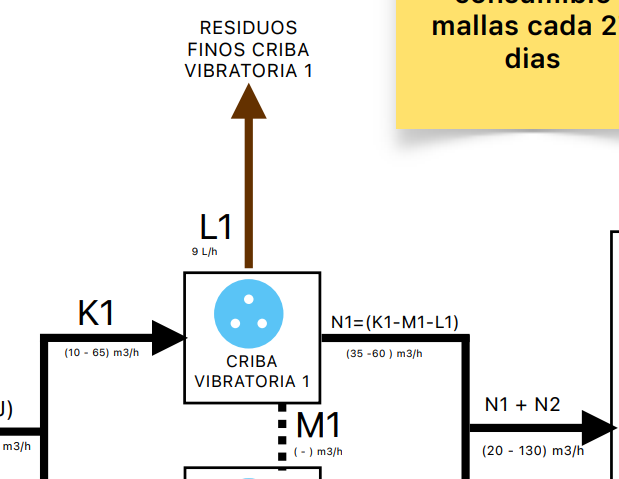 RESIDUOS
FINOS CRIBA
VIBRATORIA 1
mallas cada 2
dias
L1
9 L/h
K1
(10 - 65) m3/h
CRIBA
VIBRATORIA 1
N1=(K1-M1-L1)
(35 -60 ) m3/h
J)
m3/h
M1
( - ) m3/h
N1 + N2
(20 - 130) m3/h